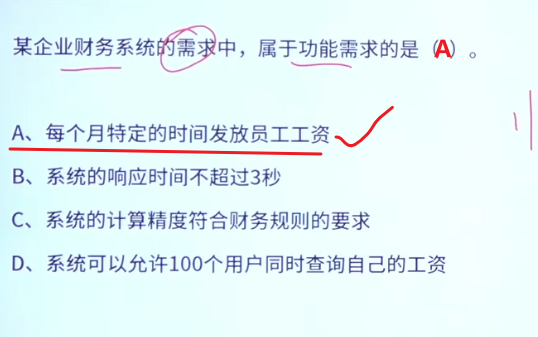 某企业财务系统的需求中，属于功能需求的是（A）。
A、每个月特定的时间发放员工工资
B、系统的响应时间不超过3秒
C、系统的计算精度符合财务规则的要求
D、系统可以允许100个用户同时查询自己的工资